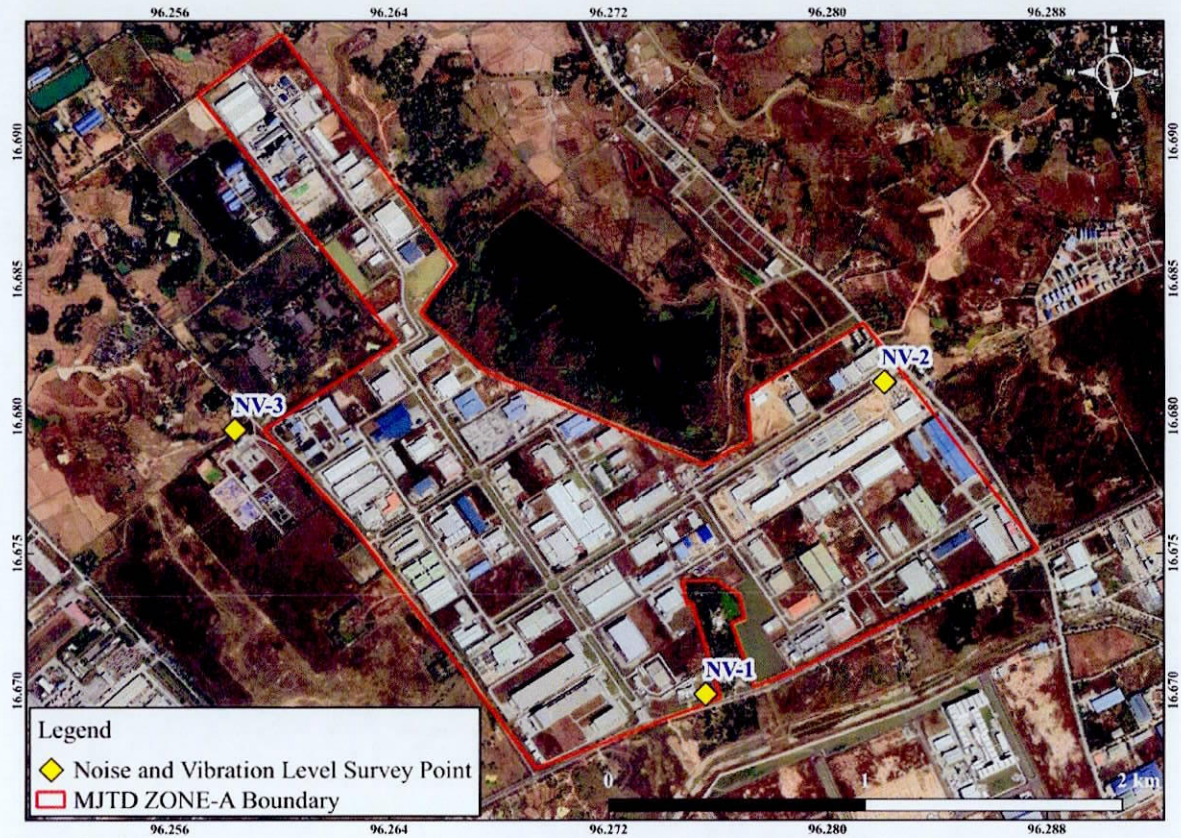 96.256 96.264 96.272 96.280 96.288
W E
S
16.690 16.690
16.685 16.685
NV-2
16.680 16.680
NV-3
16.675 16.675
NV-1
16.670 16.670
Legend
Noise and Vibration Level Survey Point
MJTD ZONE-A Boundary
0 1 2 km
96.256 96.264 96.272 96.280 96.288